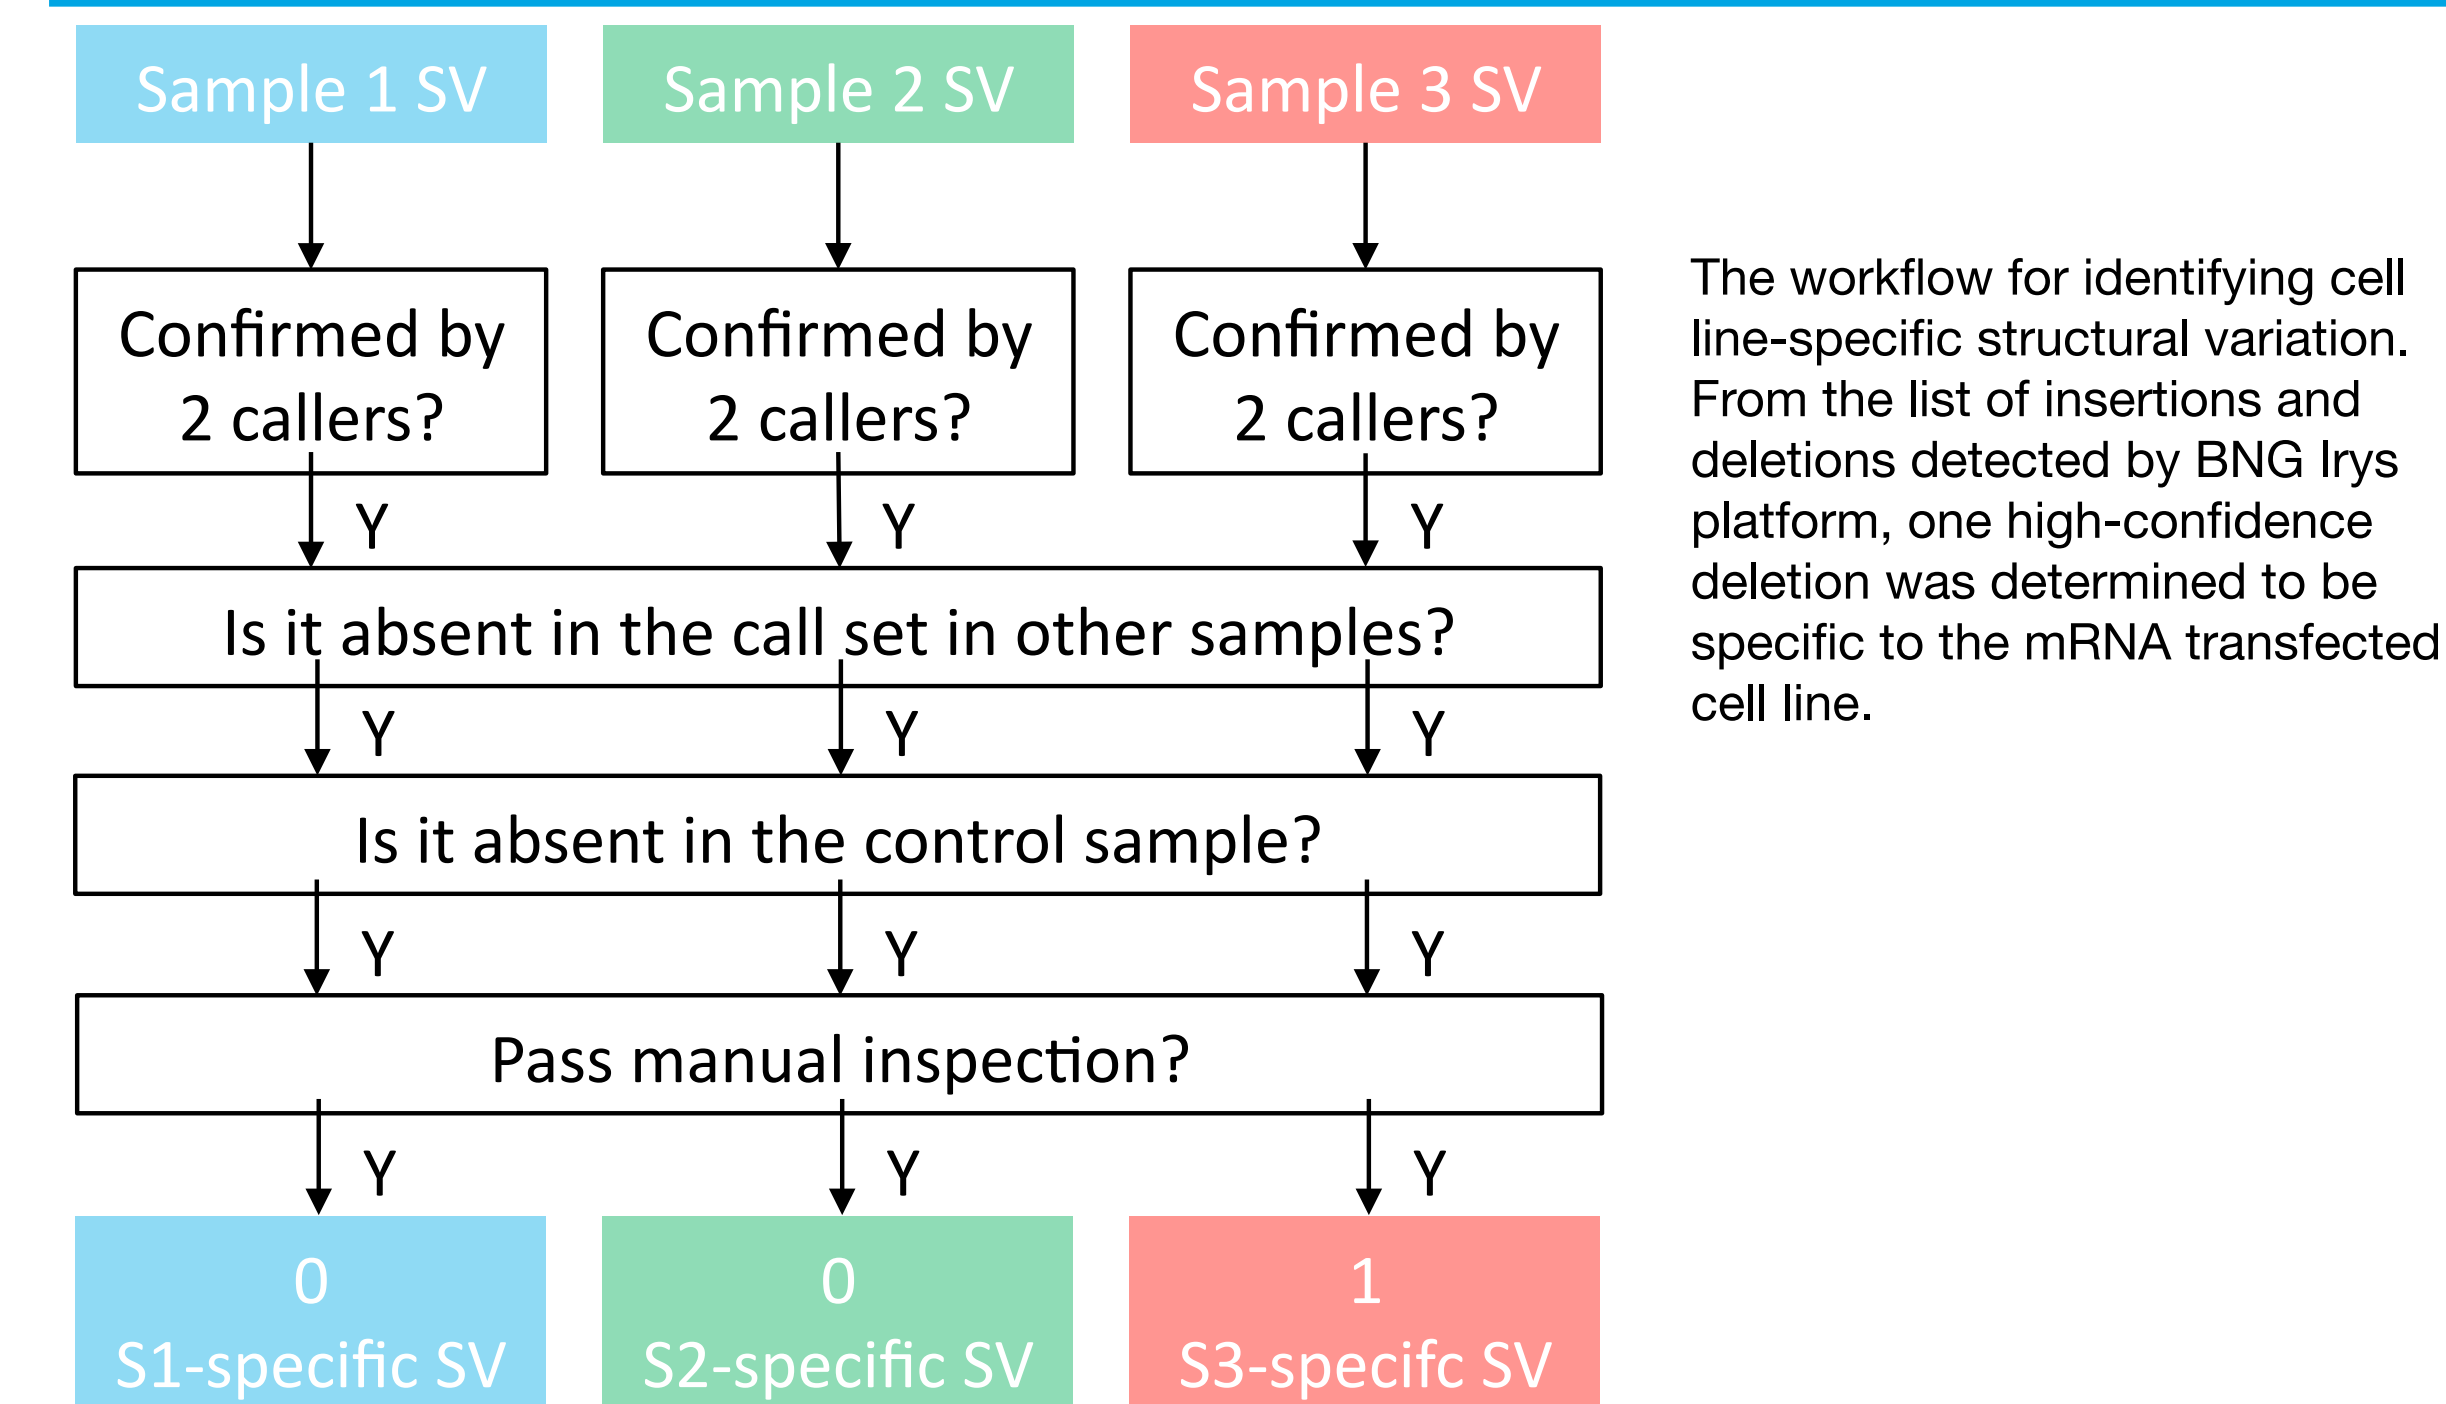 Sample 1 SV
Sample 2 SV
Sample 3 SV
Confirmed by
2 callers?
Confirmed by
2 callers?
Confirmed by
2 callers?
Y
Y
Y
Is it absent in the call set in other samples?
Y
Y
Y
Is it absent in the control sample?
Y
Y
Y
Pass manual inspection?
Y
Y
Y
0
S1-specific SV
0
S2-specific SV
1
S3-specifc SV
The workflow for identifying cell
line-specific structural variation.
From the list of insertions and
deletions detected by BNG Irys
platform, one high-confidence
deletion was determined to be
specific to the mRNA transfected
cell line.